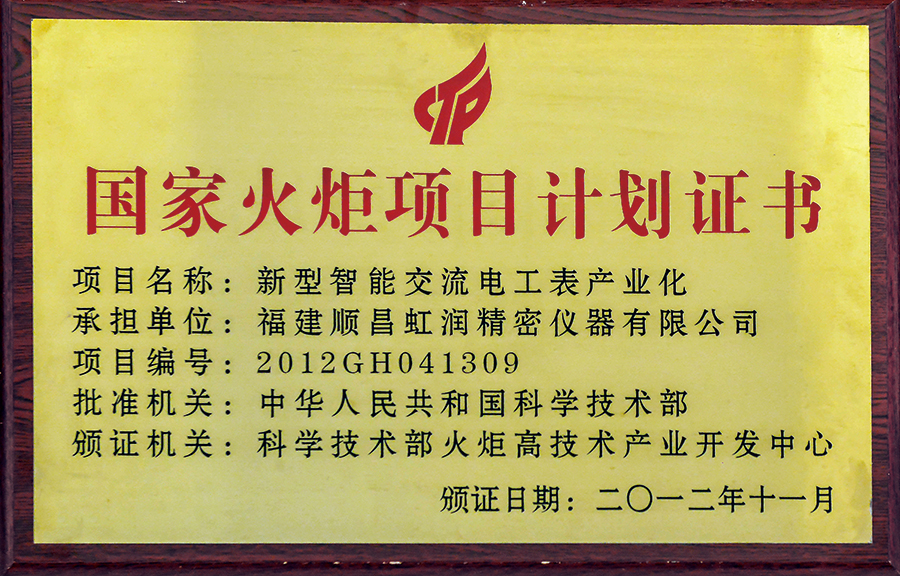 CTP
国家火炬项目计划证书
项目名称：新型智能交流电工表产业化
承担单位：福建顺昌虹润精密仪器有限公司
项目编号：2012GH041309
批准机关：中华人民共和国科学技术部
颁证机关：科学技术部火炬高技术产业开发中心
颁证日期：二〇一二年十一月